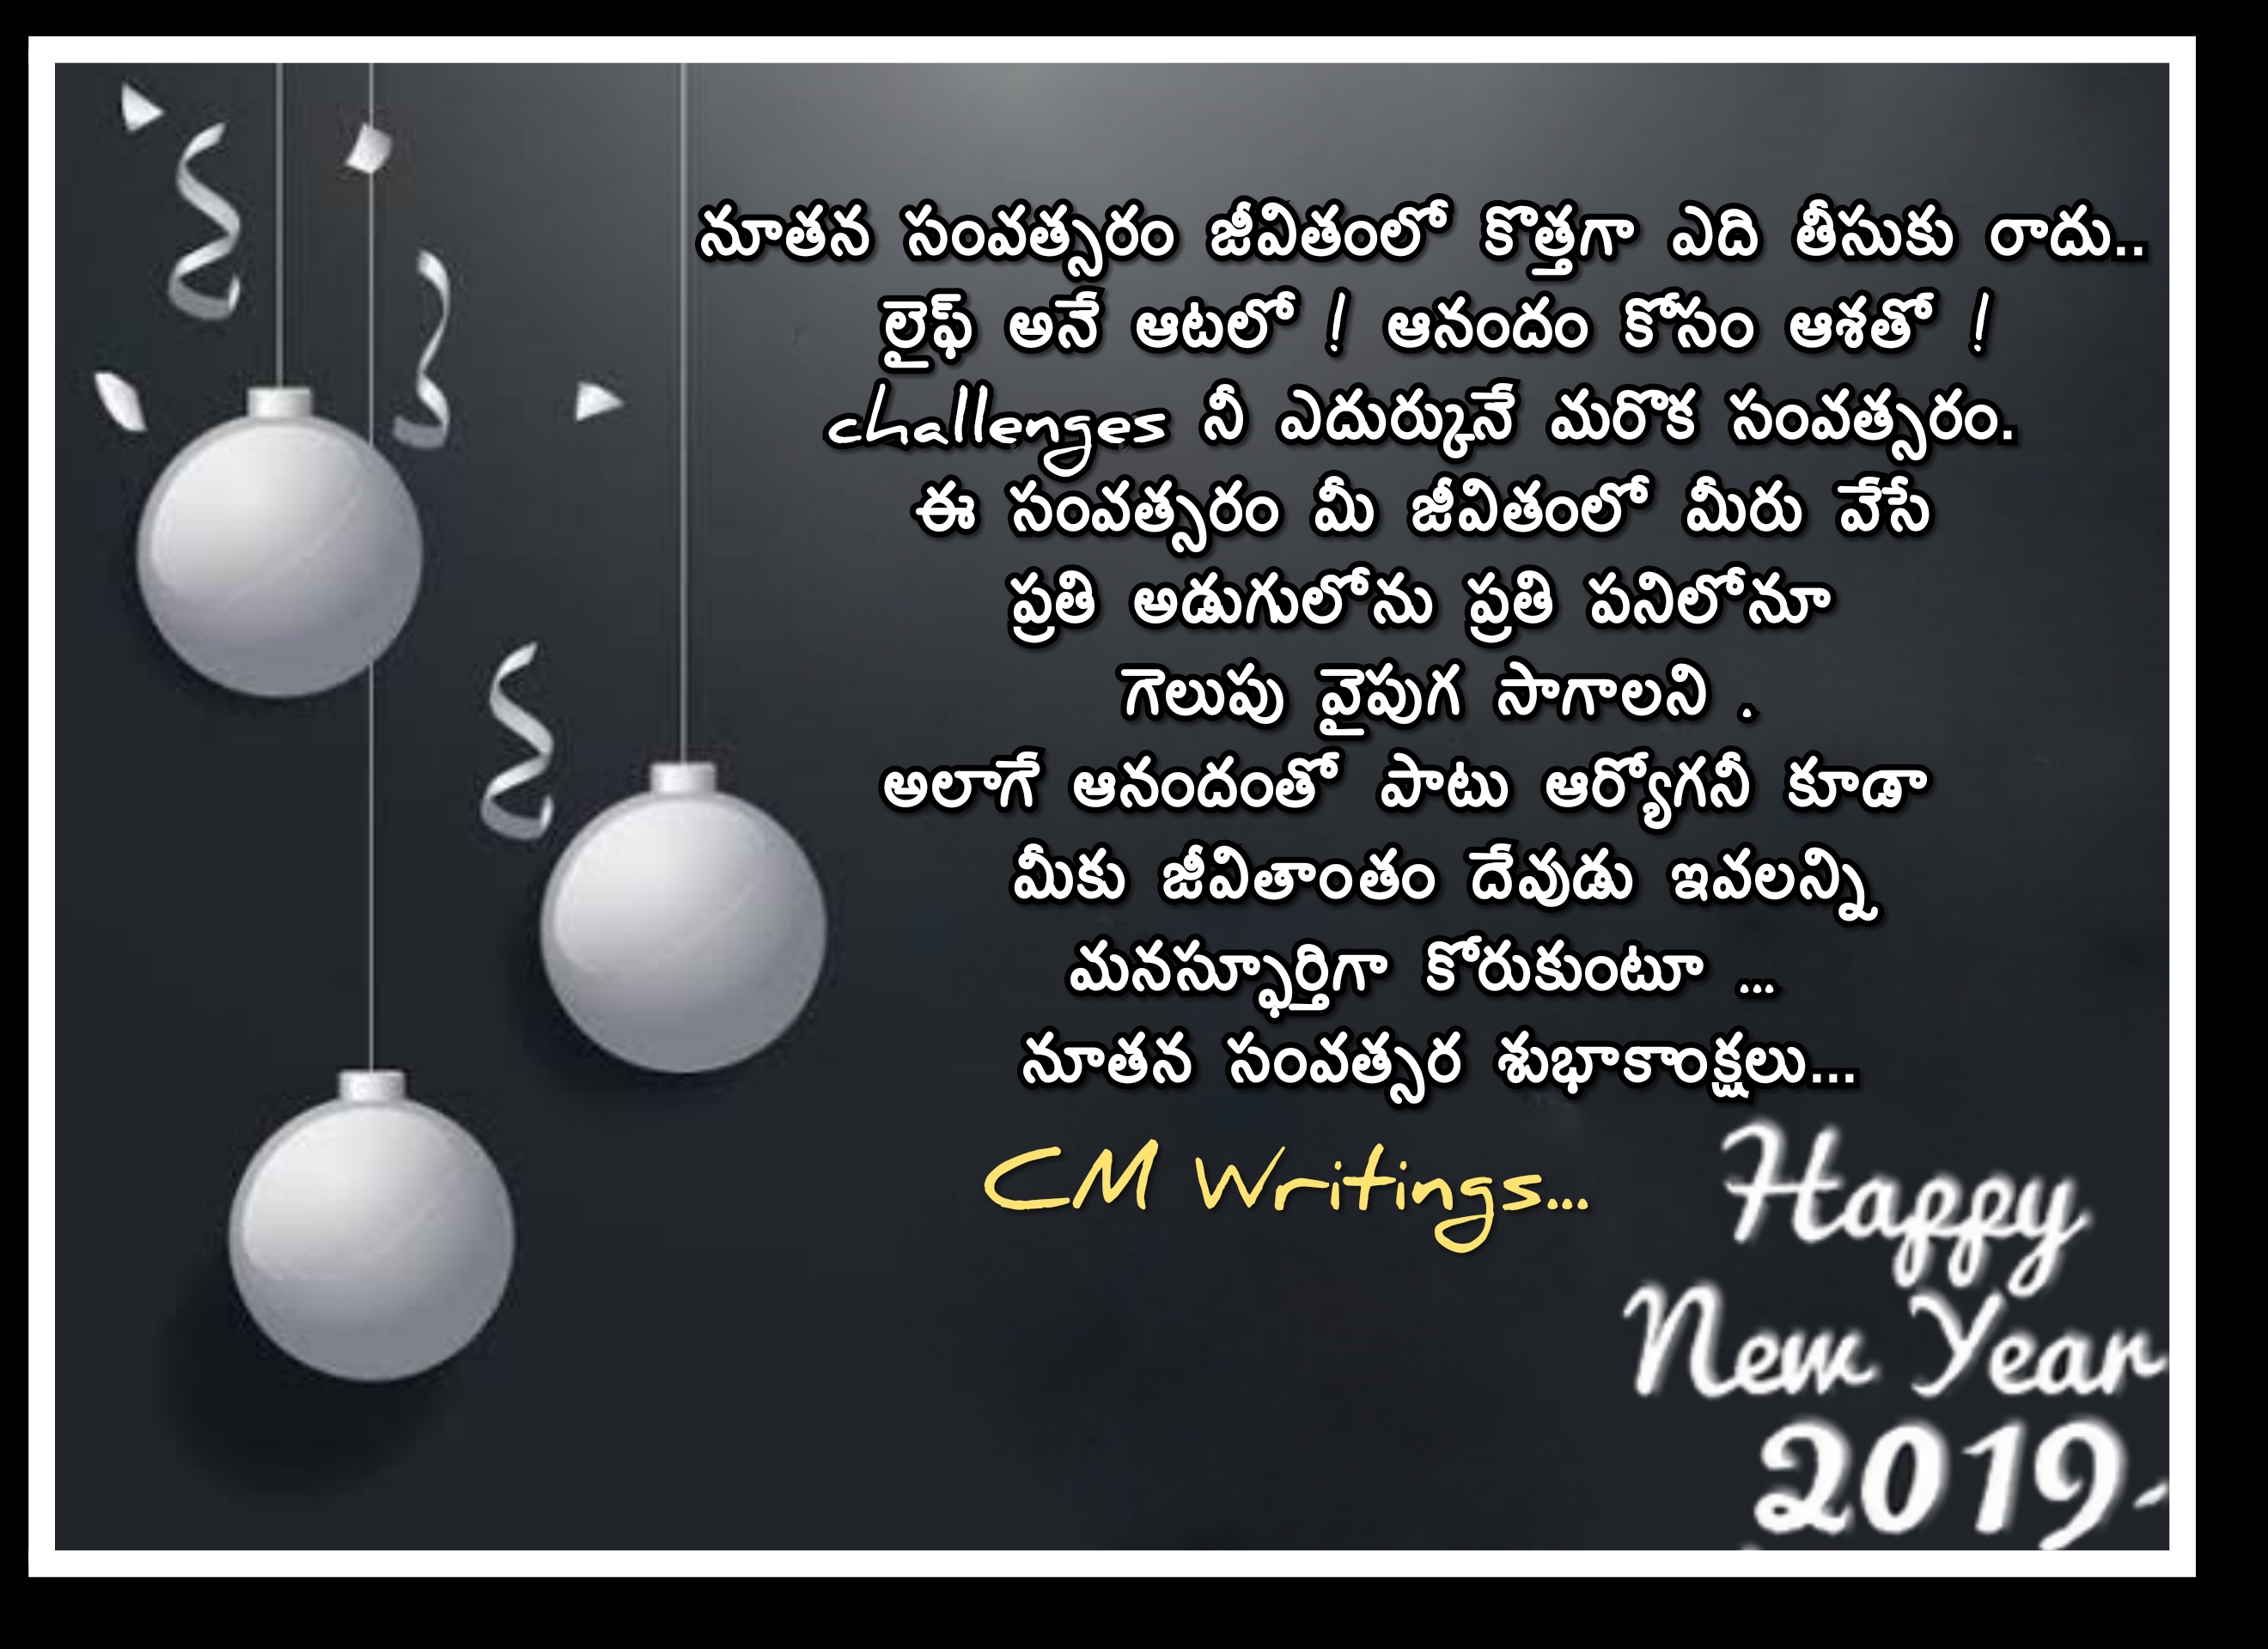 నూతన సంవత్సరం జీవితంలో కొత్తగా ఎది తీసుకు రాదు..
లైఫ్ అనే ఆటలో ! ఆనందం కోసం ఆశతో !
challenges నీ ఎదుర్కునే మరొక సంవత్సరం.
ఈ సంవత్సరం మీ జీవితంలో మీరు వేసే
ప్రతి అడుగులోను ప్రతి పనిలోనూ
గెలుపు వైపుగ సాగాలని .
అలాగే ఆనందంతో పాటు ఆర్యోగనీ కూడా
మీకు జీవితాంతం దేవుడు ఇవలన్ని
మనస్ఫూర్తిగా కోరుకుంటూ ...
నూతన సంవత్సర శుభాకాంక్షలు...
CM Writings...
Happy
New Year
2019